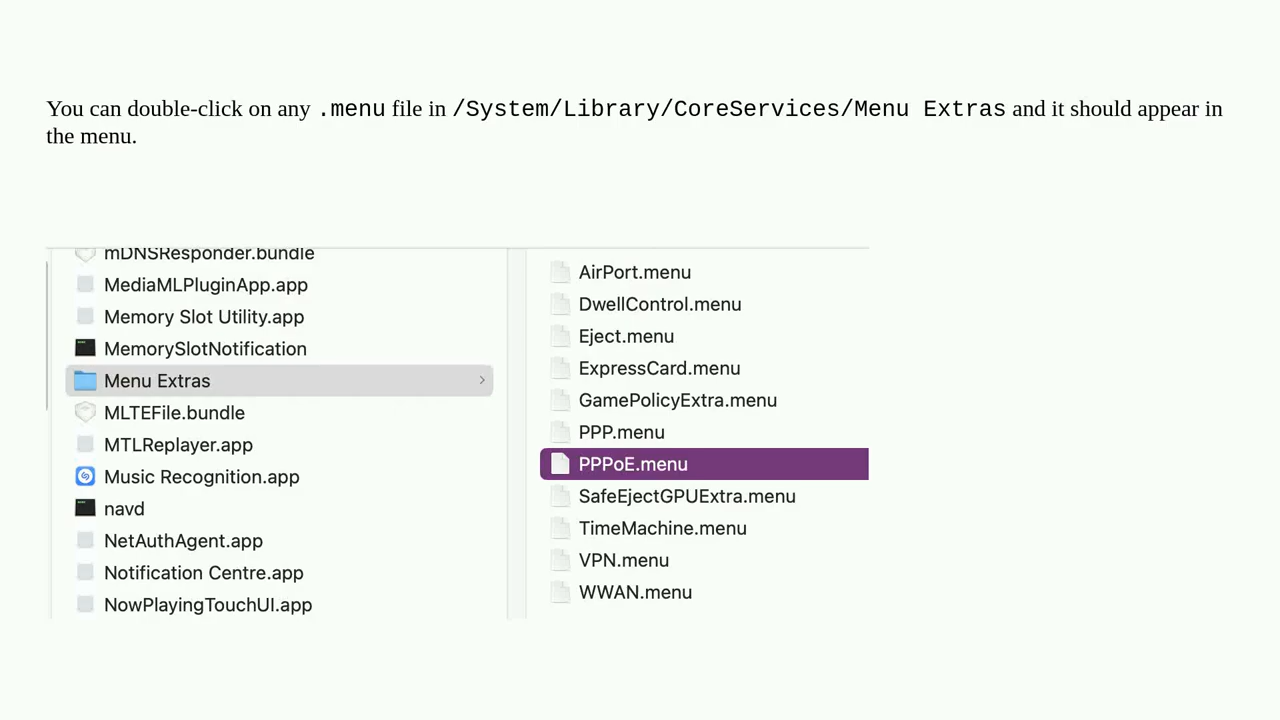 You can double-click on any .menu file in /System/Library/CoreServices/Menu Extras and it should appear in
the menu.
mDNSResponder.bundle
MediaMLPluginApp.app
Memory Slot Utility.app
MemorySlotNotification
Menu Extras
MLTEFile.bundle
MTLReplayer.app
Music Recognition.app
navd
NetAuthAgent.app
Notification Centre.app
NowPlayingTouchUI.app
AirPort.menu
DwellControl.menu
Eject.menu
ExpressCard.menu
GamePolicyExtra.menu
PPP.menu
PPPoE.menu
SafeEjectGPUExtra.menu
TimeMachine.menu
VPN.menu
WWAN.menu